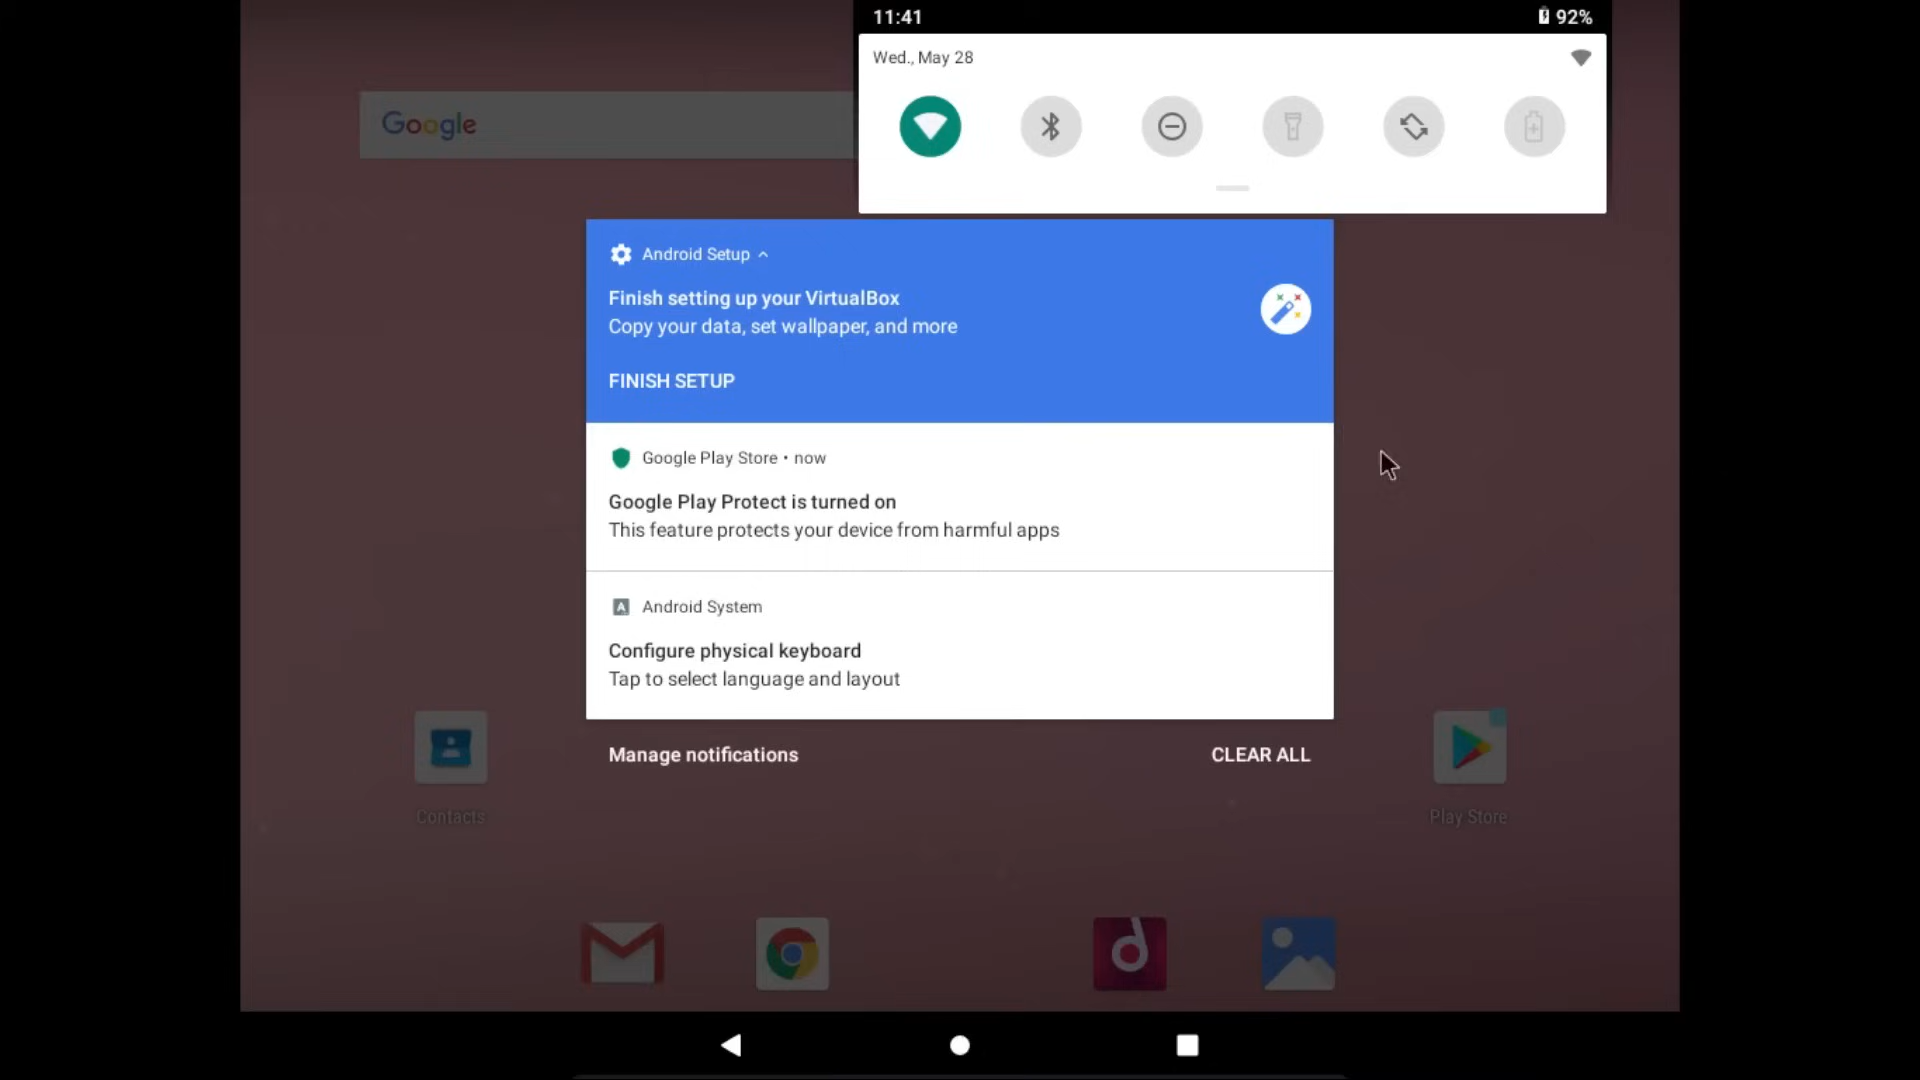 11:41
92%
Wed., May 28
Google
Android Setup
Finish setting up your VirtualBox
Copy your data, set wallpaper, and more
FINISH SETUP
Google Play Store • now
Google Play Protect is turned on
This feature protects your device from harmful apps
A
Android System
Configure physical keyboard
Tap to select language and layout
Manage notifications
CLEAR ALL
Contacts
Play Store